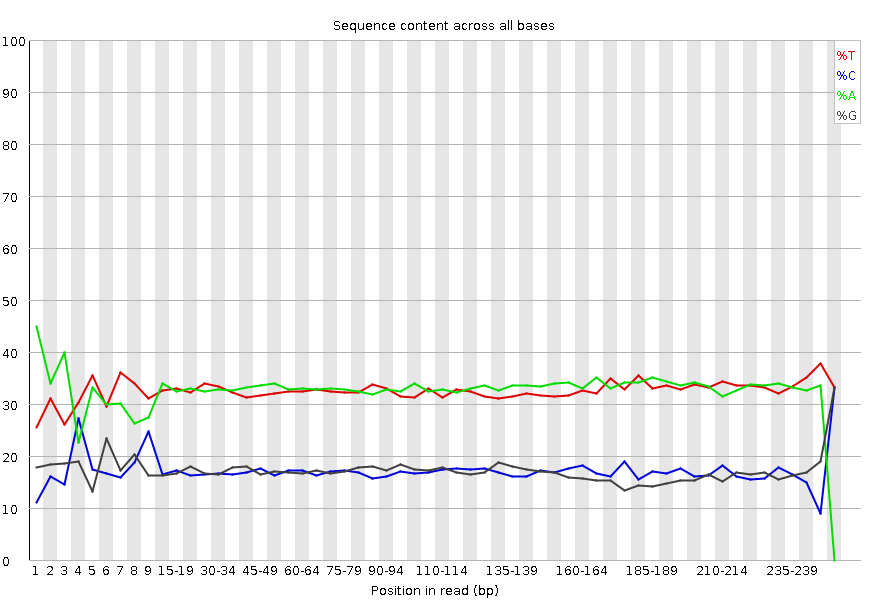 Sequence content across all bases
100
90
80
70
60
50
40
30
20
10
0
%T
%C
%A
%G
1 2 3 4 5 6 7 8 9 15-19 30-34 45-49 60-64 75-79 90-94 110-114 135-139 160-164 185-189 210-214 235-239
Position in read (bp)